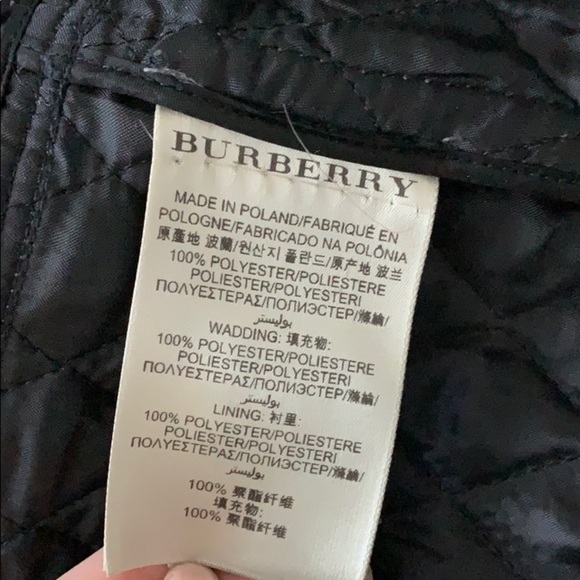 BURBERRY
MADE IN POLAND/FABRIQUÉ EN
POLOGNE/FABRICADO NA POLÔNIA
原產地 波蘭/원산지 폴란드/原产地 波兰
100% POLYESTER/POLIESTERE
POLIESTER/POLYESTERI
ΠΟΛΥΕΣΤΕΡΑΣ/ПОЛИЭСТЕР/滌綸/
بوليستر
WADDING: 填充物:
100% POLYESTER/POLIESTERE
POLIESTER/POLYESTERI
ΠΟΛΥΕΣΤΕΡΑΣ/ПОЛИЭСТЕР/滌綸/
بوليستر
LINING: 衬里:
100% POLYESTER/POLIESTERE
POLIESTER/POLYESTERI
ΠΟΛΥΕΣΤΕΡΑΣ/ПОЛИЭСТЕР/滌綸/
بوليستر
100% 聚酯纤维
填充物:
100% 聚酯纤维